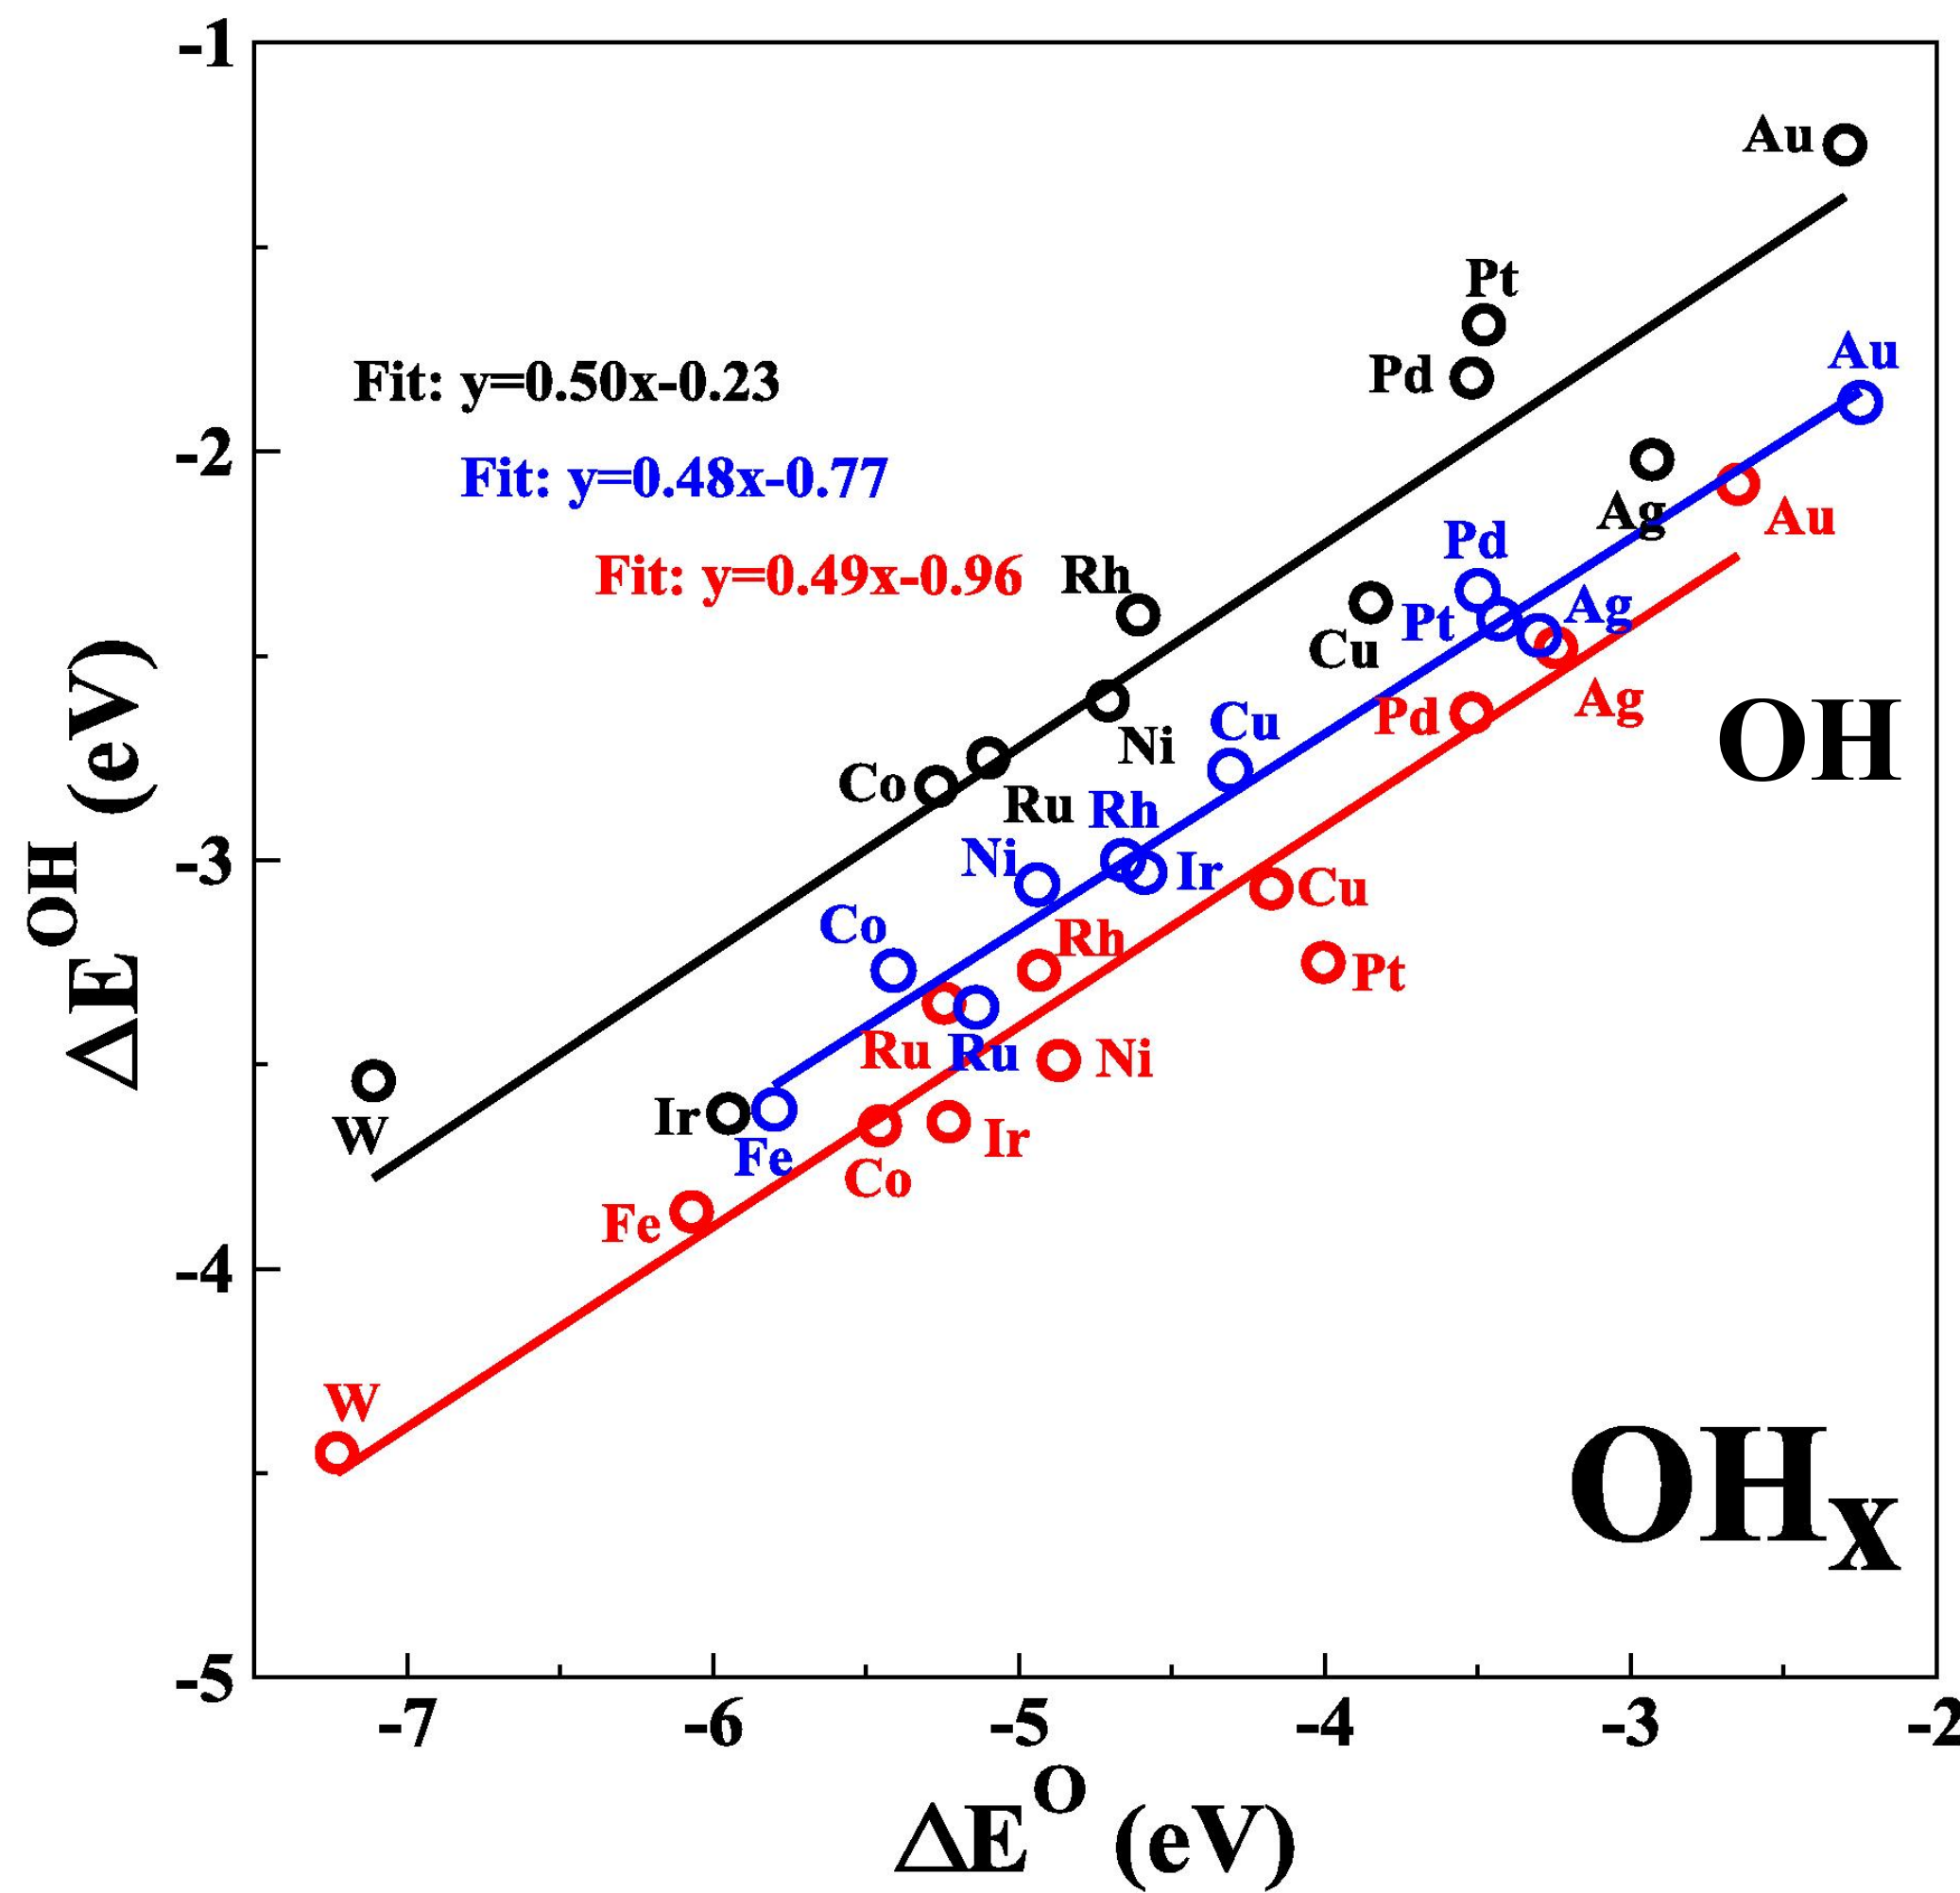 -1
Au
Pt
Pd
Au
Fit: y=0.50x-0.23
-2
Fit: y=0.48x-0.77
Ag
Au
Pd
Rh
Fit: y=0.49x-0.96
Cu
Pt
Ag
Ni
Cu
Pd
Ag
OH
Co
Ru
Rh
-3
Ni
Ir
Cu
Co
Rh
Pt
Ru
Ru
Ni
W
Ir
Fe
Ir
Co
Fe
-4
W
OHx
-5
-7 -6 -5 -4 -3 -2
ΔE^O (eV)
ΔE^OH (eV)